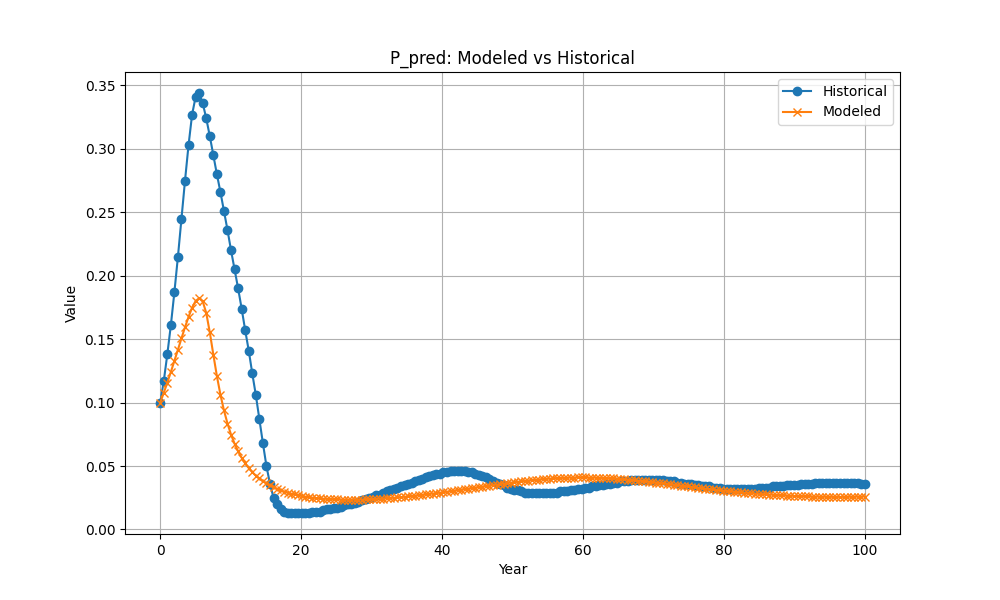 P_pred: Modeled vs Historical
Historical
Modeled
Value
0.35
0.30
0.25
0.20
0.15
0.10
0.05
0.00
0 20 40 60 80 100
Year